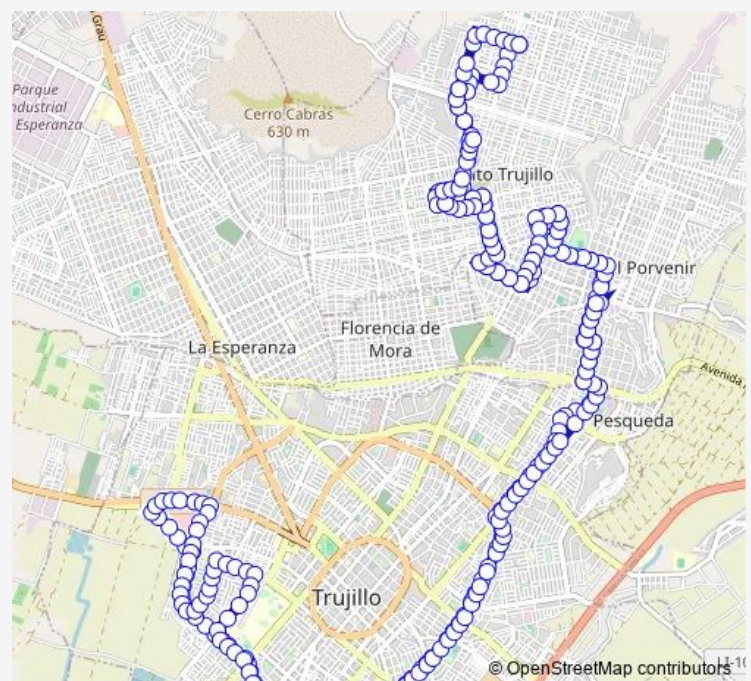 Grau
Parque
Industrial
Esperanza
Cerro Cabras
630 m
Trujillo
Porvenir
Florencia de
Mora
La Esperanza
Avenida
Pesqueda
Trujillo
© OpenStreetMap contributors